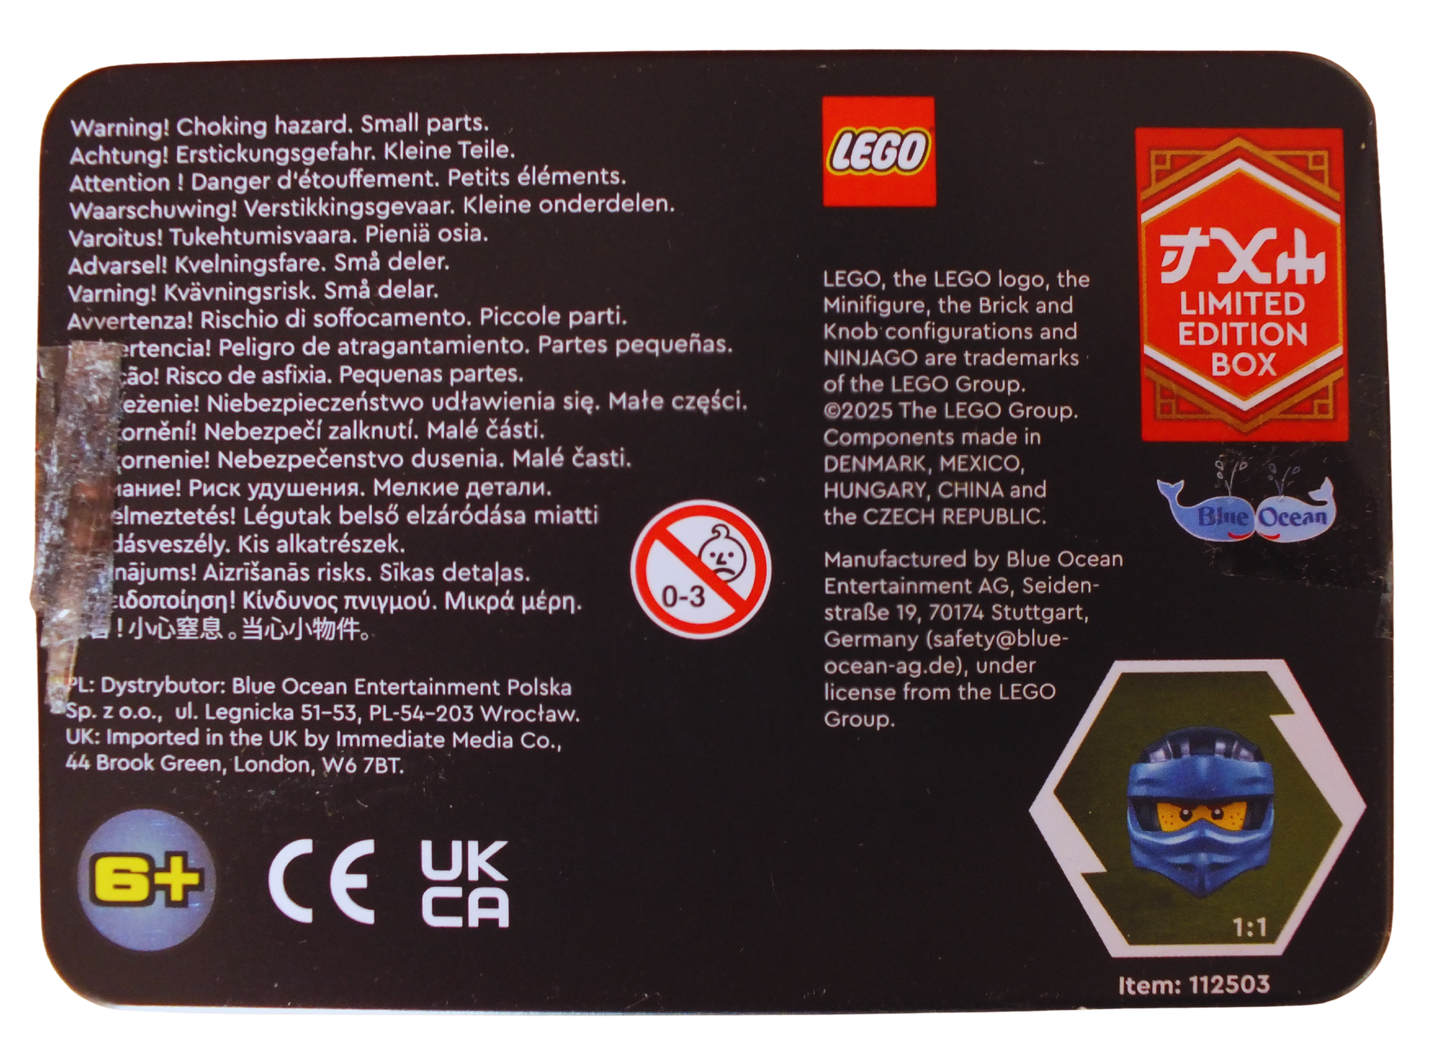 Warning! Choking hazard. Small parts.
Achtung! Erstickungsgefahr. Kleine Teile.
Attention ! Danger d'étouffement. Petits éléments.
Waarschuwing! Verstikkingsgevaar. Kleine onderdelen.
Varoitus! Tukehtumisvaara. Pieniä osia.
Advarsel! Kvelningsfare. Små deler.
Varning! Kvävningsrisk. Små delar.
Avvertenza! Rischio di soffocamento. Piccole parti.
Peligro de atragantamiento. Partes pequeñas.
Risco de asfixia. Pequenas partes.
Niebezpieczeństwo udławienia się. Małe części.
Nebezpečí zalknutí. Malé části.
Nebezpečenstvo dusenia. Malé časti.
Риск удушения. Мелкие детали.
Légutak belső elzáródása miatti
Kis alkatrészek.
Aizrīšanās risks. Sīkas detaļas.
Κίνδυνος πνιγμού. Μικρά μέρη.
！小心窒息。当心小物件。
0-3
PL: Dystrybutor: Blue Ocean Entertainment Polska
Sp. z o.o., ul. Legnicka 51-53, PL-54-203 Wrocław.
UK: Imported in the UK by Immediate Media Co.,
44 Brook Green, London, W6 7BT.
6+
CE
UK
CA
LEGO
LEGO, the LEGO logo, the
Minifigure, the Brick and
Knob configurations and
NINJAGO are trademarks
of the LEGO Group.
©2025 The LEGO Group.
Components made in
DENMARK, MEXICO,
HUNGARY, CHINA and
the CZECH REPUBLIC.
Manufactured by Blue Ocean
Entertainment AG, Seiden-
straße 19, 70174 Stuttgart,
Germany (safety@blue-
ocean-ag.de), under
license from the LEGO
Group.
LIMITED
EDITION
BOX
Blue Ocean
1:1
Item: 112503